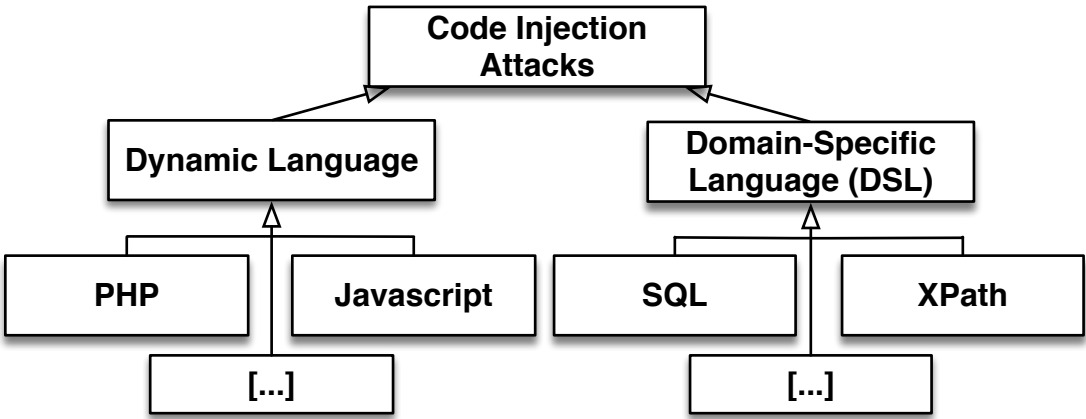 Code Injection
Attacks
Dynamic Language
Domain-Specific
Language (DSL)
PHP
Javascript
SQL
XPath
[...]
[...]